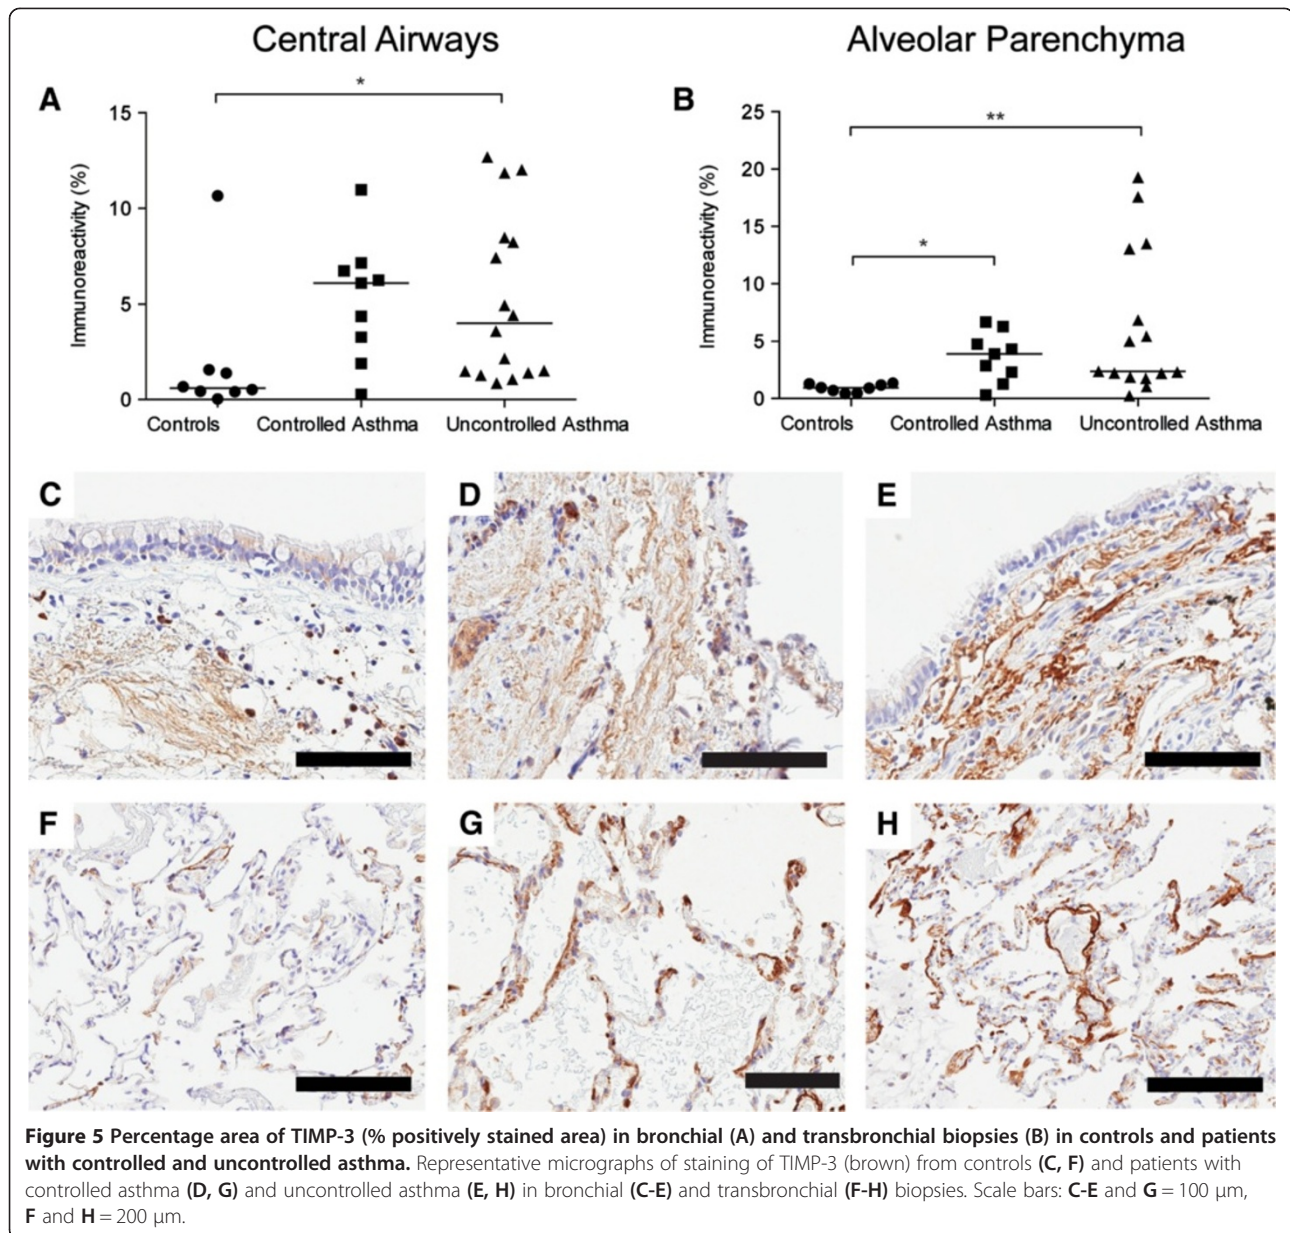 Central Airways
Alveolar Parenchyma
A
*
15
10
5
0
Immunoreactivity (%)
Controls
Controlled Asthma
Uncontrolled Asthma
B
**
*
25
20
15
10
5
0
Immunoreactivity (%)
Controls
Controlled Asthma
Uncontrolled Asthma
C
D
E
F
G
H
Figure 5 Percentage area of TIMP-3 (% positively stained area) in bronchial (A) and transbronchial biopsies (B) in controls and patients
with controlled and uncontrolled asthma. Representative micrographs of staining of TIMP-3 (brown) from controls (C, F) and patients with
controlled asthma (D, G) and uncontrolled asthma (E, H) in bronchial (C-E) and transbronchial (F-H) biopsies. Scale bars: C-E and G = 100 μm,
F and H = 200 μm.